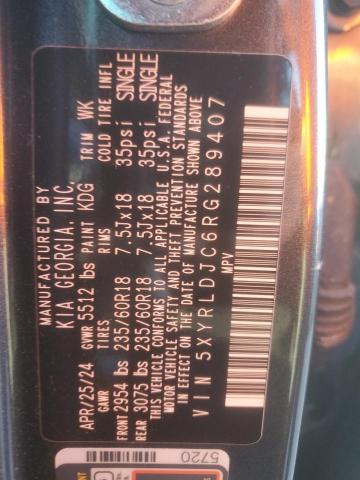 MANUFACTURED BY
KIA GEORGIA, INC.
APR/25/24 GVWR 5512 lbs PAINT KDG TRIM WK
GAWR TIRES RIMS COLD TIRE INFL
FRONT 2954 lbs 235/60R18 7.5Jx18 35psi SINGLE
REAR 3075 lbs 235/60R18 7.5Jx18 35psi SINGLE
THIS VEHICLE CONFORMS TO ALL APPLICABLE U.S.A. FEDERAL
MOTOR VEHICLE SAFETY AND THEFT PREVENTION STANDARDS
IN EFFECT ON THE DATE OF MANUFACTURE SHOWN ABOVE
VIN 5XYRLDJC6RG289407
MPV
5720